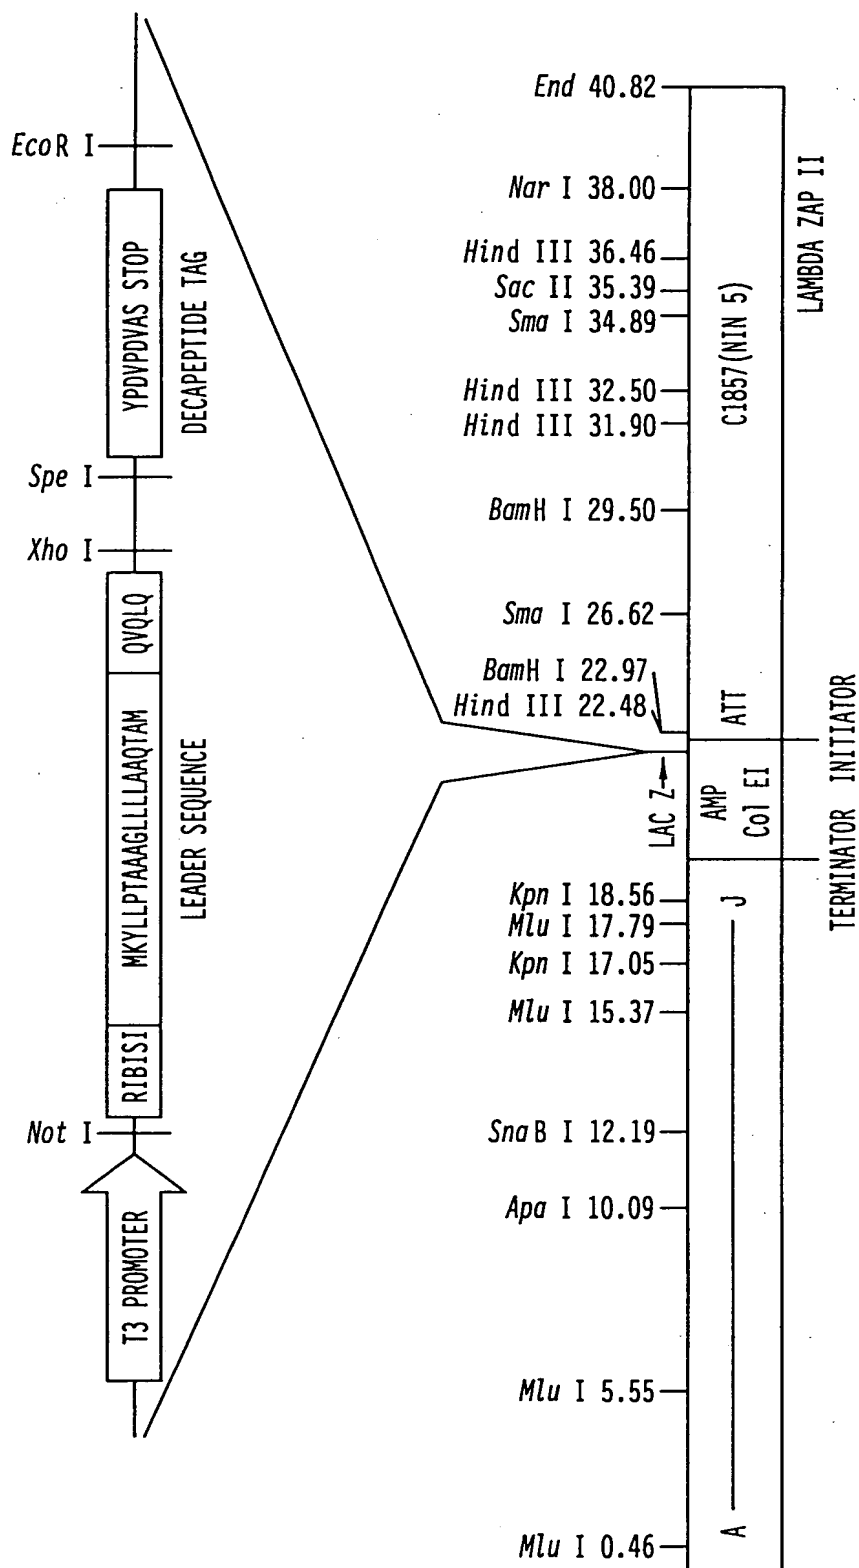 EcoR I
YPDVPDVAS STOP
DECAPEPTIDE TAG
Spe I
Xho I
QVQLQ
MKYLLPTAAAGLLLLAAQTAM
LEADER SEQUENCE
RIBISI
Not I
T3 PROMOTER
End 40.82
Nar I 38.00
Hind III 36.46
Sac II 35.39
Sma I 34.89
Hind III 32.50
Hind III 31.90
BamH I 29.50
Sma I 26.62
BamH I 22.97
Hind III 22.48
LAC Z
Kpn I 18.56
Mlu I 17.79
Kpn I 17.05
Mlu I 15.37
SnaB I 12.19
Apa I 10.09
Mlu I 5.55
Mlu I 0.46
LAMBDA ZAP II
C1857(NIN 5)
ATT
INITIATOR
AMP
Col EI
TERMINATOR
J
A